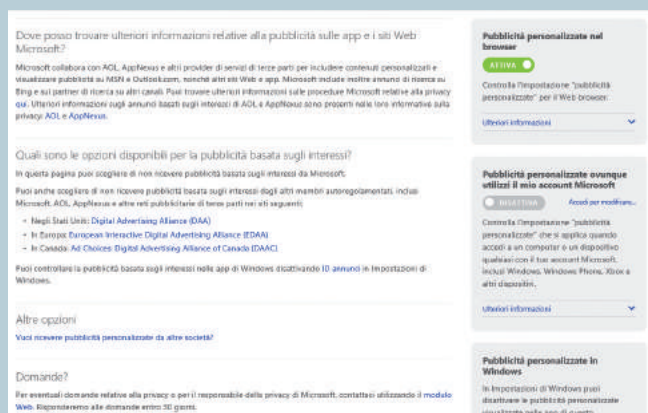 Dove posso trovare ulteriori informazioni relative alla pubblicità sulle app e i siti Web
Microsoft?
Microsoft collabora con AOL, AppNexus e altri provider di servizi di terze parti per includere contenuti personalizzati e
visualizzare pubblicità su MSN e Outlook.com, nonché altri siti Web e app. Microsoft include inoltre annunci di ricerca su
Bing e sui partner di ricerca su altri canali. Puoi trovare ulteriori informazioni sulle procedure Microsoft relative alla privacy
qui. Ulteriori informazioni sugli annunci basati sugli interessi di AOL e AppNexus sono presenti nelle loro informative sulla
privacy: AOL e AppNexus.
Quali sono le opzioni disponibili per la pubblicità basata sugli interessi?
In questa pagina puoi scegliere di non ricevere pubblicità basata sugli interessi da Microsoft.
Puoi anche scegliere di non ricevere pubblicità basata sugli interessi dagli altri membri autoregolamentati, inclusi
Microsoft, AOL, AppNexus e altre reti pubblicitarie di terze parti nei siti seguenti:
• Negli Stati Uniti: Digital Advertising Alliance (DAA)
• In Europa: European Interactive Digital Advertising Alliance (EDAA)
• In Canada: Ad Choices: Digital Advertising Alliance of Canada (DAAC)
Puoi controllare la pubblicità basata sugli interessi nelle app di Windows disattivando ID annunci in Impostazioni di
Windows.
Altre opzioni
Vuoi ricevere pubblicità personalizzate da altre società?
Domande?
Per eventuali domande relative alla privacy o per il responsabile della privacy di Microsoft, contattaci utilizzando il modulo
Web. Risponderemo alle domande entro 30 giorni.
Pubblicità personalizzate nel
browser
ATTIVA
Controlla l'impostazione "pubblicità
personalizzate" per il Web browser.
Ulteriori informazioni
Pubblicità personalizzate ovunque
utilizzi il mio account Microsoft
DISATTIVA Accedi per modificare...
Controlla l'impostazione "pubblicità
personalizzate" che si applica quando
accedi a un computer o un dispositivo
qualsiasi con il tuo account Microsoft,
inclusi Windows, Windows Phone, Xbox e
altri dispositivi.
Ulteriori informazioni
Pubblicità personalizzate in
Windows
In Impostazioni di Windows puoi
disattivare le pubblicità personalizzate
visualizzate nelle app di questo